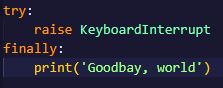 try:
    raise KeyboardInterrupt
finally:
    print('Goodbay, world')